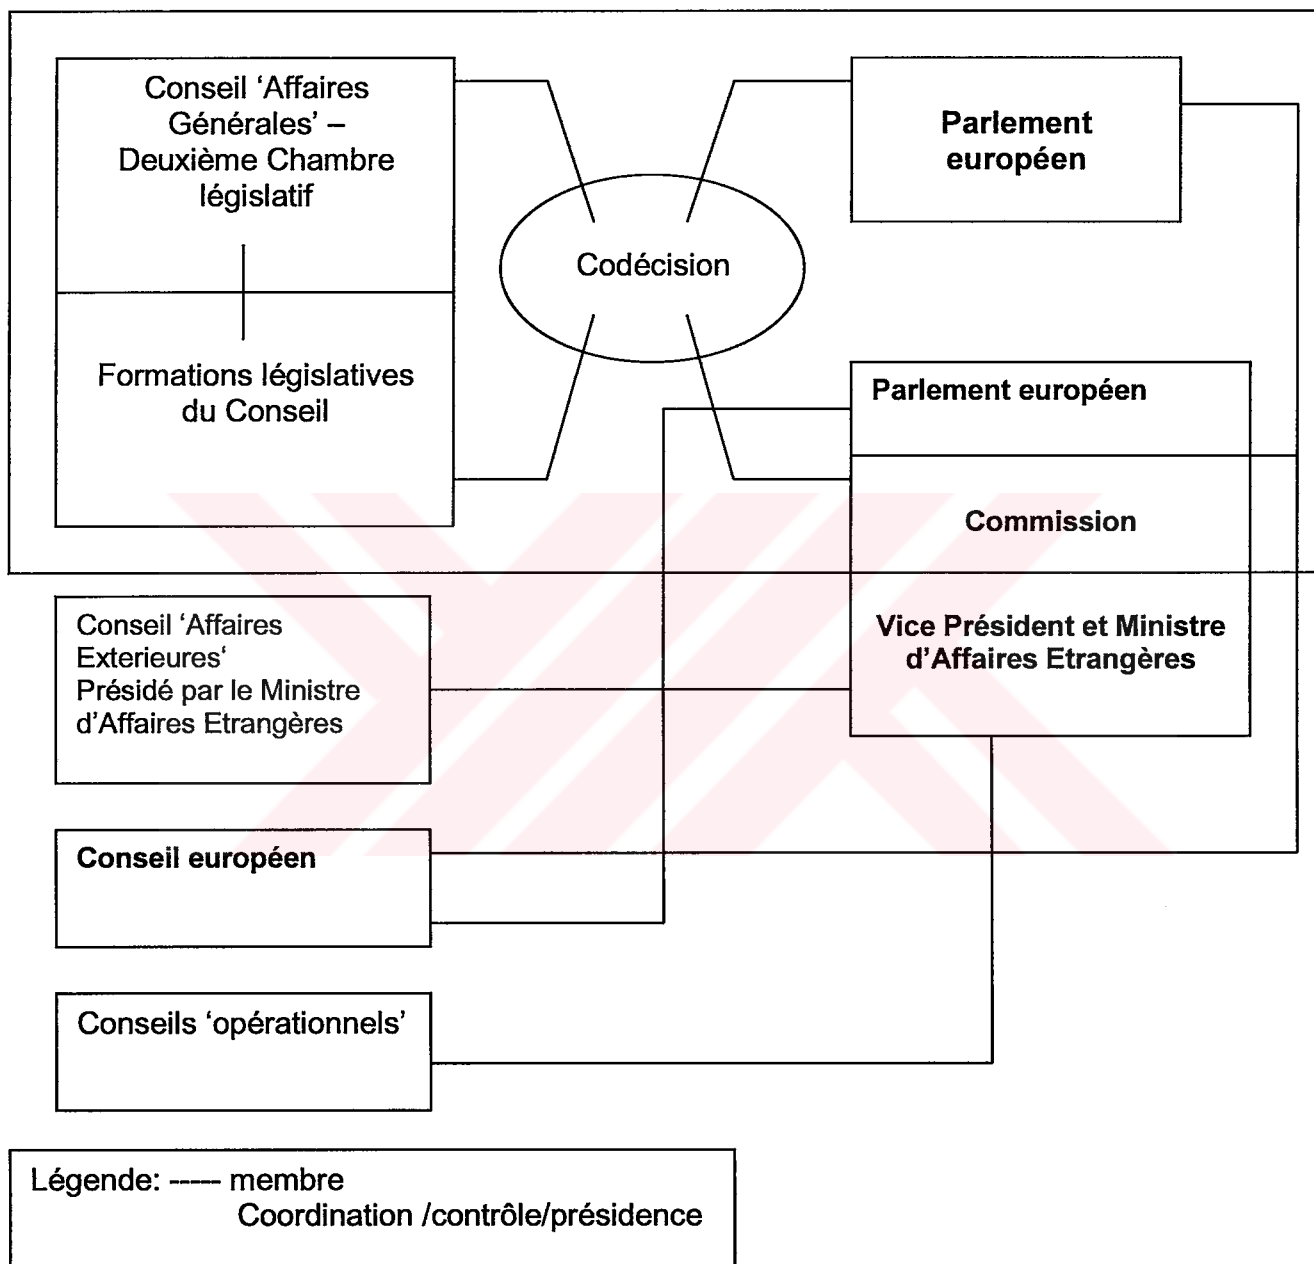 Conseil ‘Affaires
Générales’ –
Deuxième Chambre
législatif
Formations législatives
du Conseil
Codécision
Parlement
européen
Parlement européen
Commission
Vice Président et Ministre
d'Affaires Etrangères
Conseil ‘Affaires
Exterieures‘
Présidé par le Ministre
d'Affaires Etrangères
Conseil européen
Conseils ‘opérationnels’
Légende: ----- membre
Coordination /contrôle/présidence